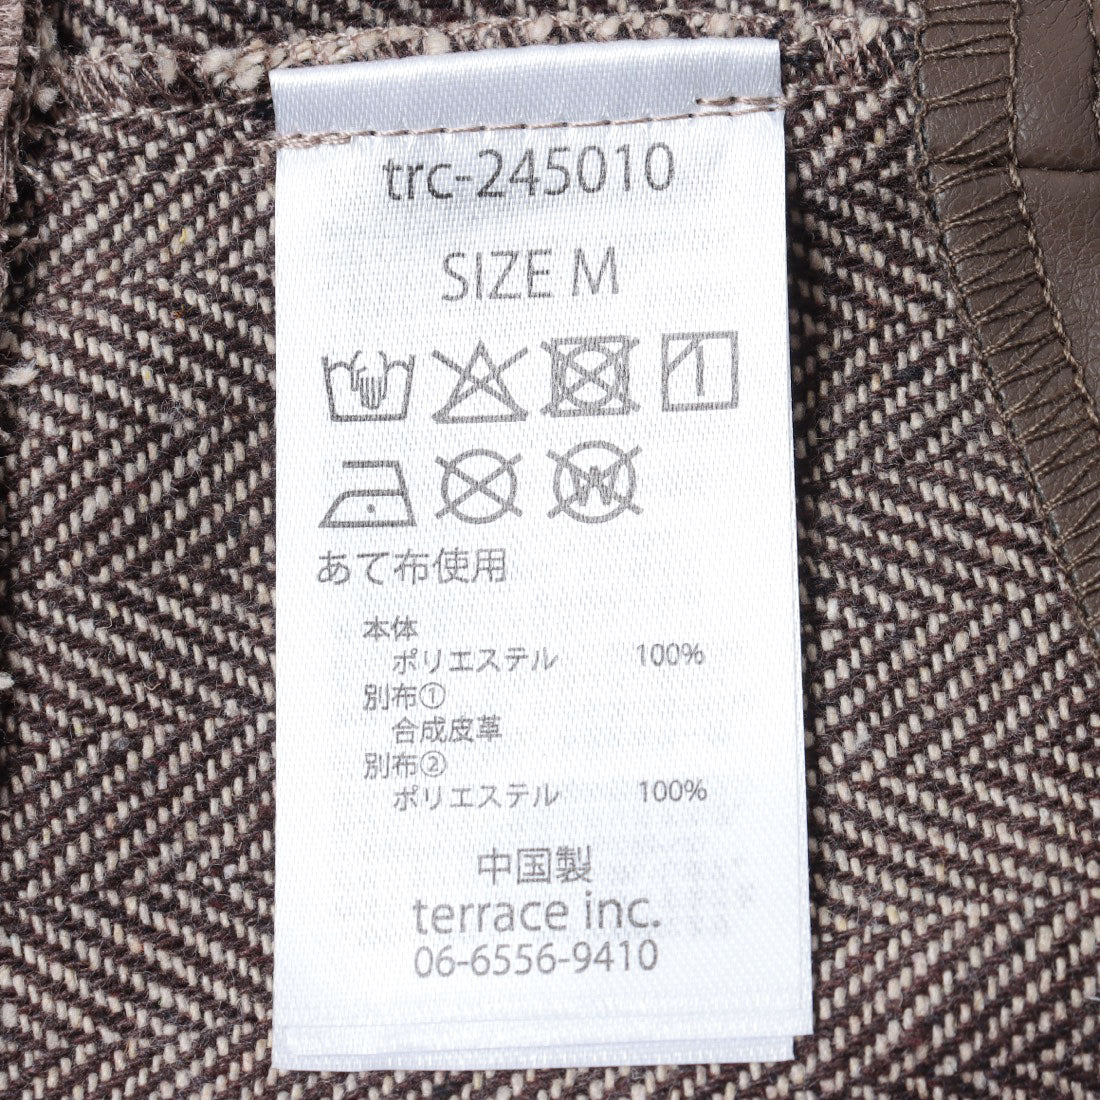 trc-245010
SIZE M
あて布使用
本体
ポリエステル 100%
別布①
合成皮革
別布②
ポリエステル 100%
中国製
terrace inc.
06-6556-9410